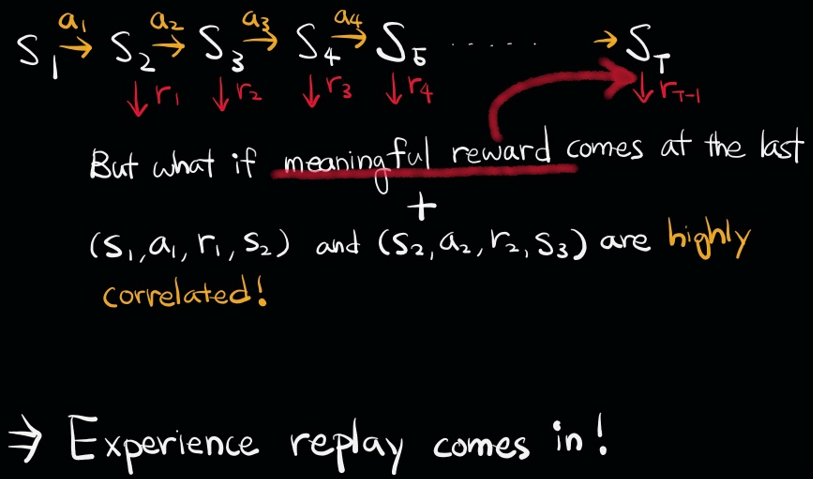 a₁ a₂ a₃ a₄
S₁ → S₂ → S₃ → S₄ → S₅ ...... → S_T
↓r₁ ↓r₂ ↓r₃ ↓r₄ ↓r_T-1
But what if meaningful reward comes at the last
+
(S₁, a₁, r₁, S₂) and (S₂, a₂, r₂, S₃) are highly
correlated!
⇒ Experience replay comes in!